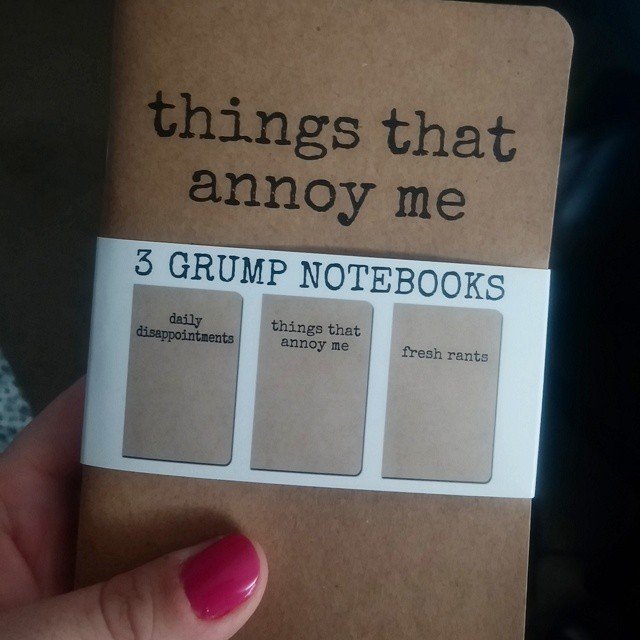 things that
annoy me
3 GRUMP NOTEBOOKS
daily
disappointments
things that
annoy me
fresh rants